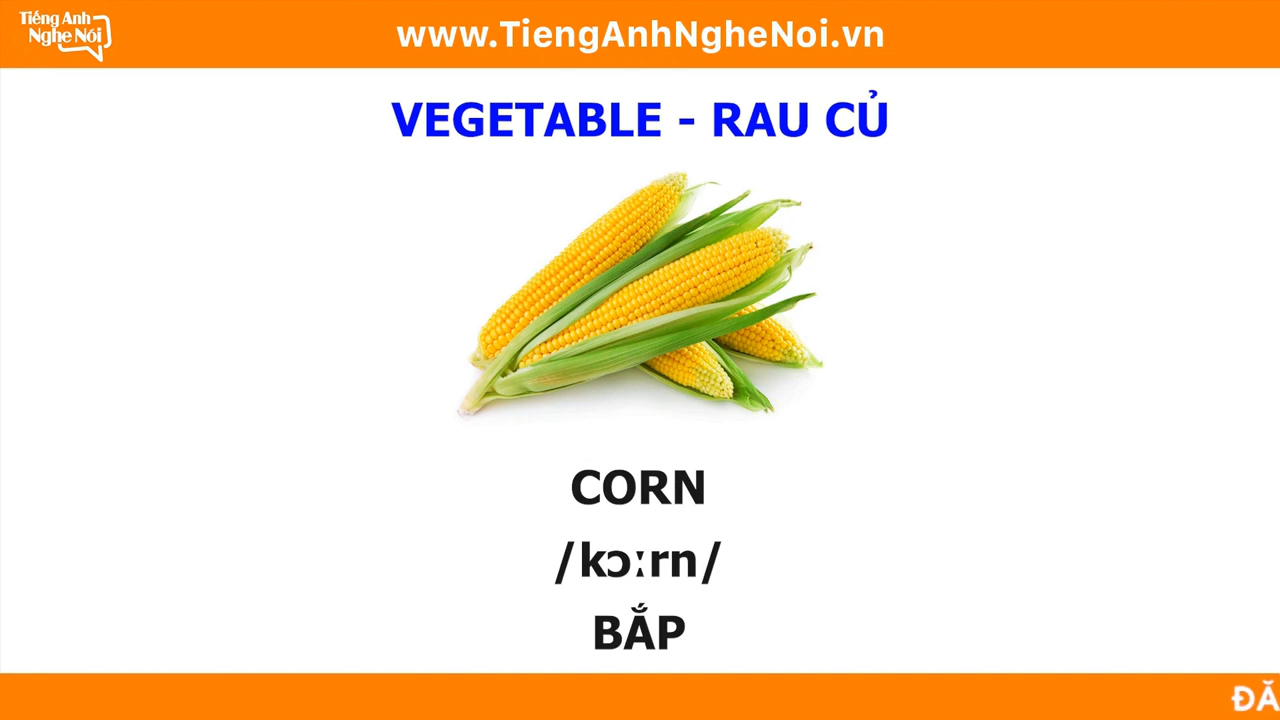 Tiếng Anh
Nghe Nói
www.TiengAnhNgheNoi.vn
VEGETABLE - RAU CỦ
CORN
/kɔːrn/
BẮP